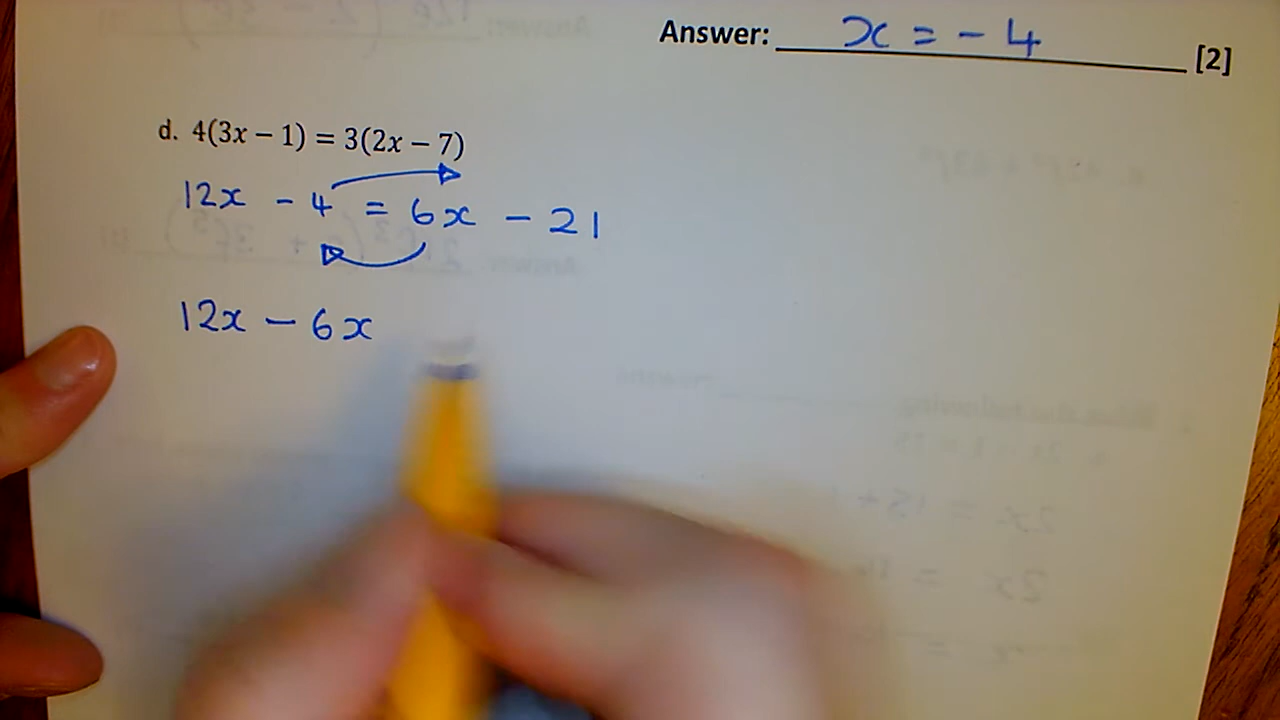 Answer: x = - 4 [2]
d. 4(3x − 1) = 3(2x − 7)
12x - 4 = 6x - 21
12x - 6x